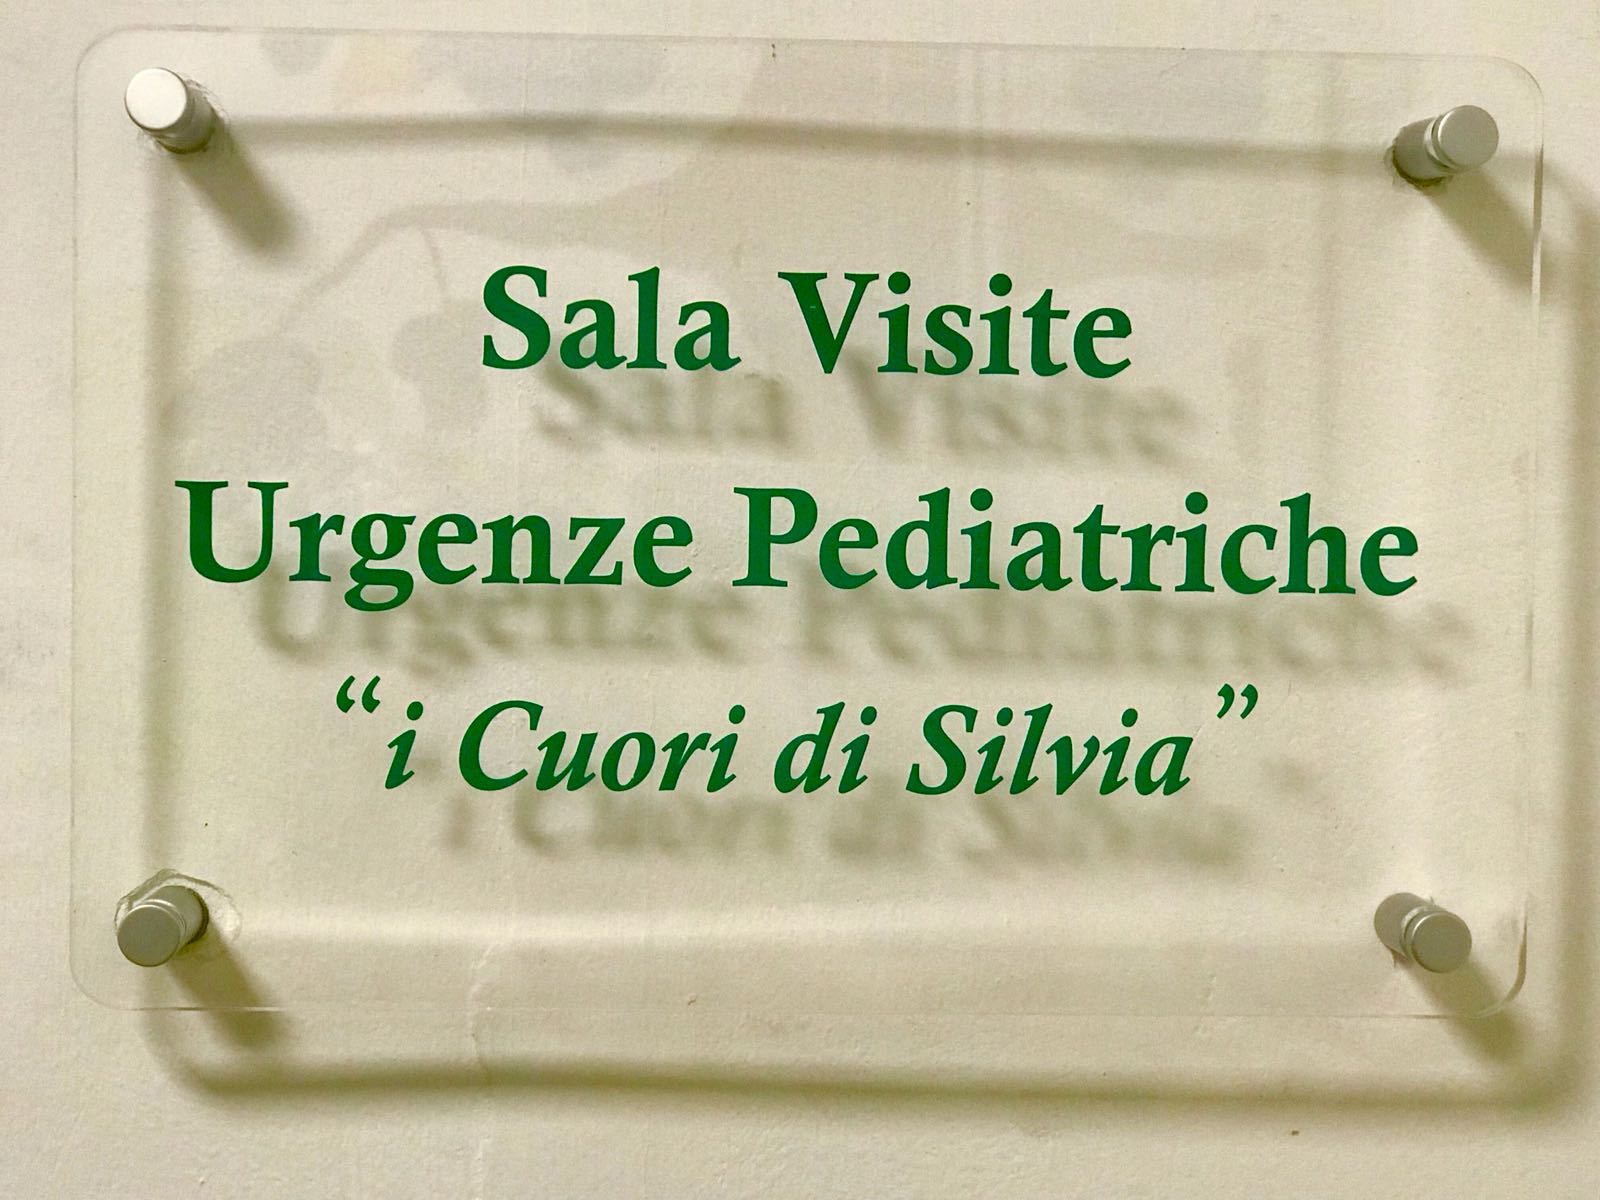 Sala Visite
Urgenze Pediatriche
“i Cuori di Silvia”